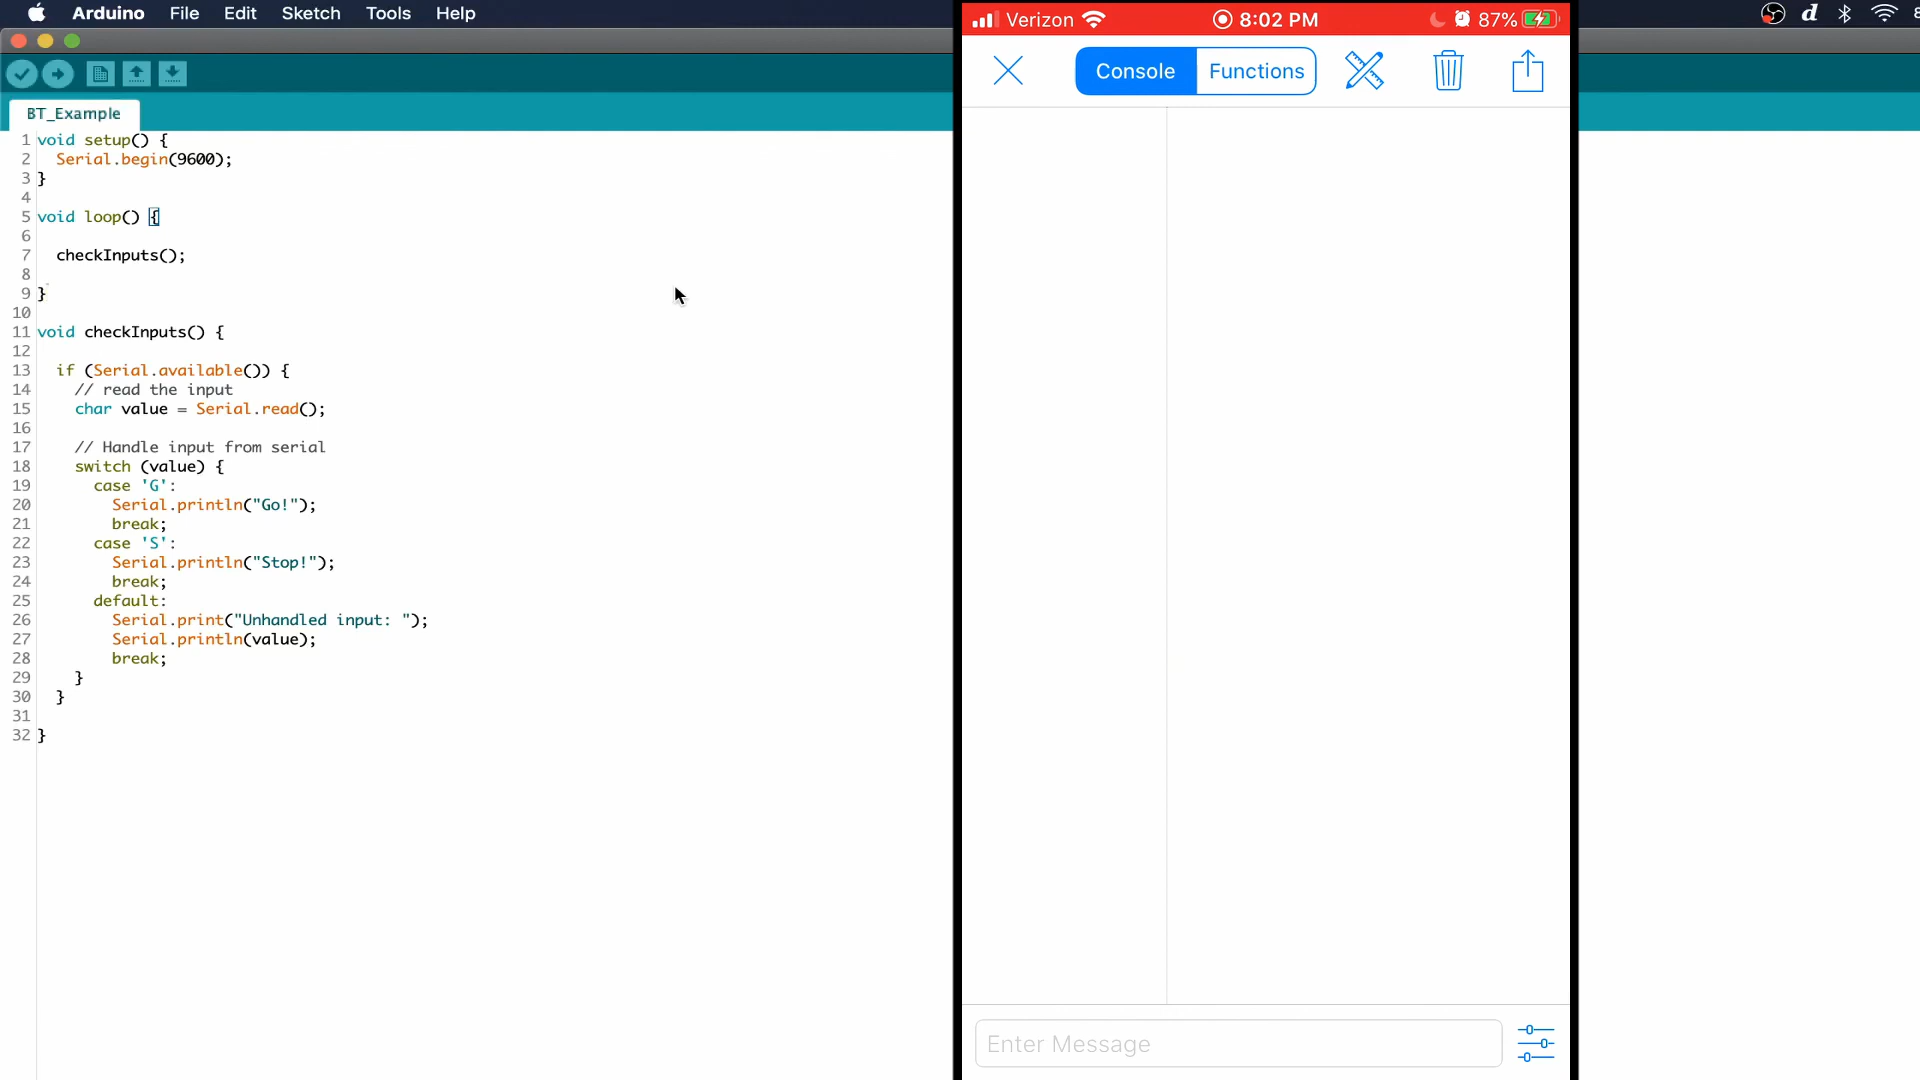 Arduino File Edit Sketch Tools Help
BT_Example
1 void setup() {
2 Serial.begin(9600);
3 }
4
5 void loop() {
6
7 checkInputs();
8
9 }
10
11 void checkInputs() {
12
13 if (Serial.available()) {
14 // read the input
15 char value = Serial.read();
16
17 // Handle input from serial
18 switch (value) {
19 case 'G':
20 Serial.println("Go!");
21 break;
22 case 'S':
23 Serial.println("Stop!");
24 break;
25 default:
26 Serial.print("Unhandled input: ");
27 Serial.println(value);
28 break;
29 }
30 }
31
32 }
Verizon 8:02 PM 87%
Console Functions
Enter Message
d